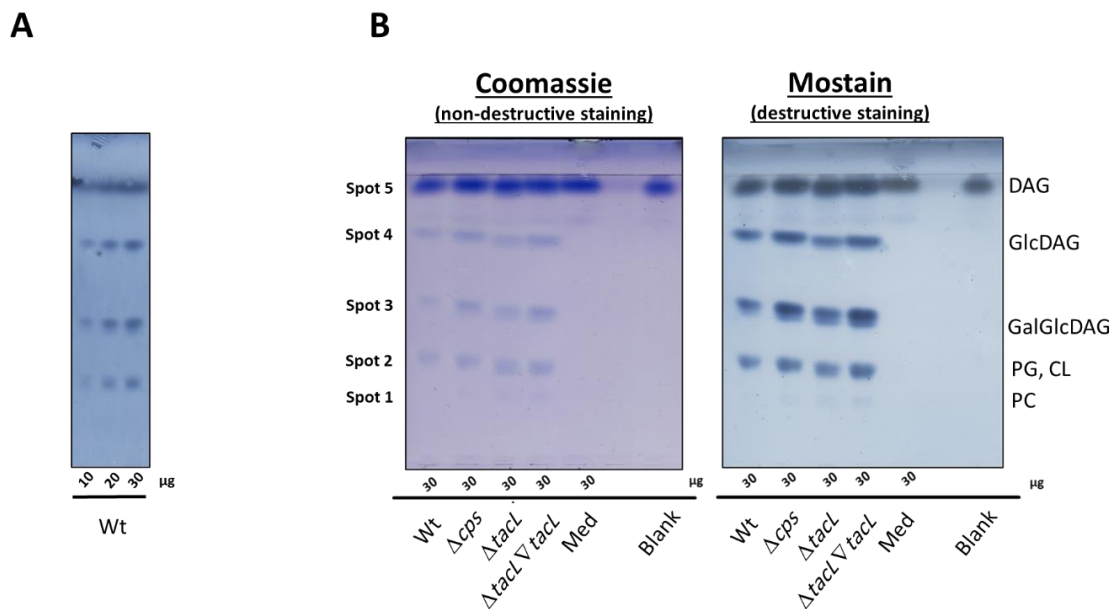 A
B
Coomassie
(non-destructive staining)
Mostain
(destructive staining)
Spot 5
Spot 4
Spot 3
Spot 2
Spot 1
DAG
GlcDAG
GalGlcDAG
PG, CL
PC
10 20 30 µg
Wt
30 30 30 30 30 µg
Wt Δcps ΔtacL ΔtacL∇tacL Med Blank
30 30 30 30 30 µg
Wt Δcps ΔtacL ΔtacL∇tacL Med Blank